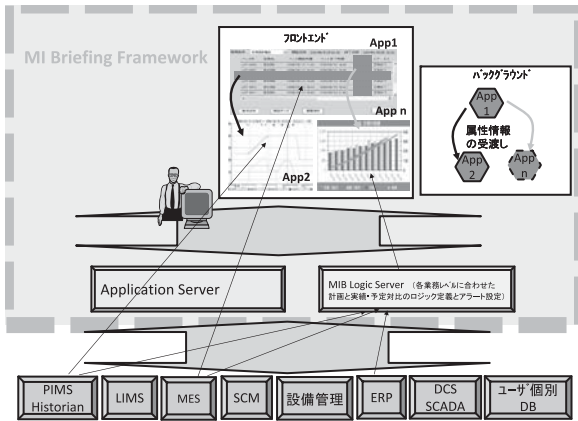 MI Briefing Framework
ﾌﾛﾝﾄｴﾝﾄﾞ
App1
App n
App2
ﾊﾞｯｸｸﾞﾗｳﾝﾄﾞ
App
1
属性情報
の受渡し
App
2
App
n
Application Server
MIB Logic Server （各業務ﾚﾍﾞﾙに合わせた
計画と実績・予定対比のロジック定義とアラート設定）
PIMS
Historian
LIMS
MES
SCM
設備管理
ERP
DCS
SCADA
ﾕｰｻﾞ個別
DB